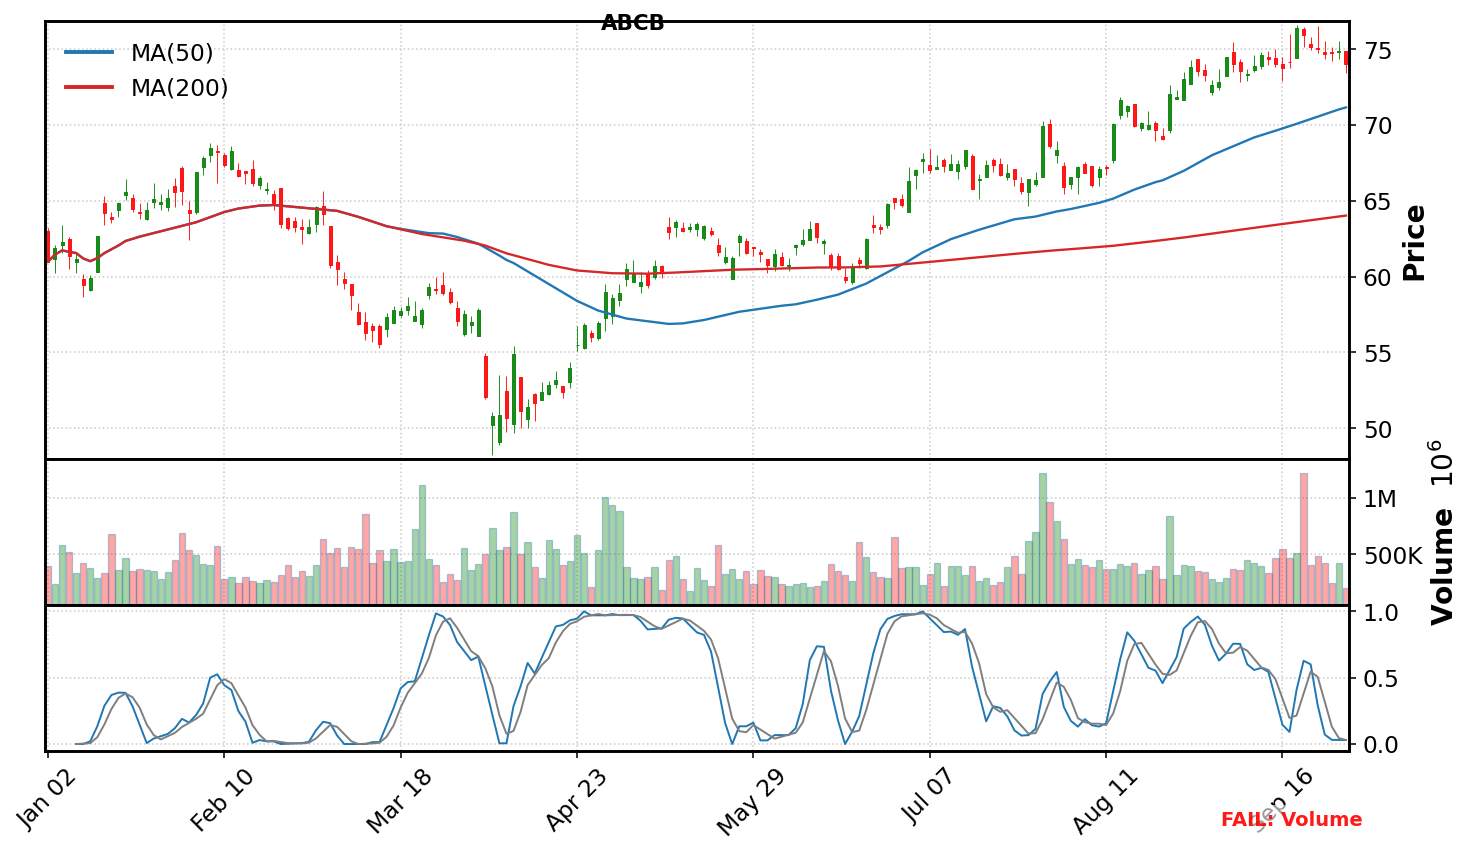 ABCB
MA(50)
MA(200)
75
70
65
60
55
50
Price
1M
500K
Volume 10^6
1.0
0.5
0.0
Jan 02
Feb 10
Mar 18
Apr 23
May 29
Jul 07
Aug 11
Sep 16
FAIL: Volume